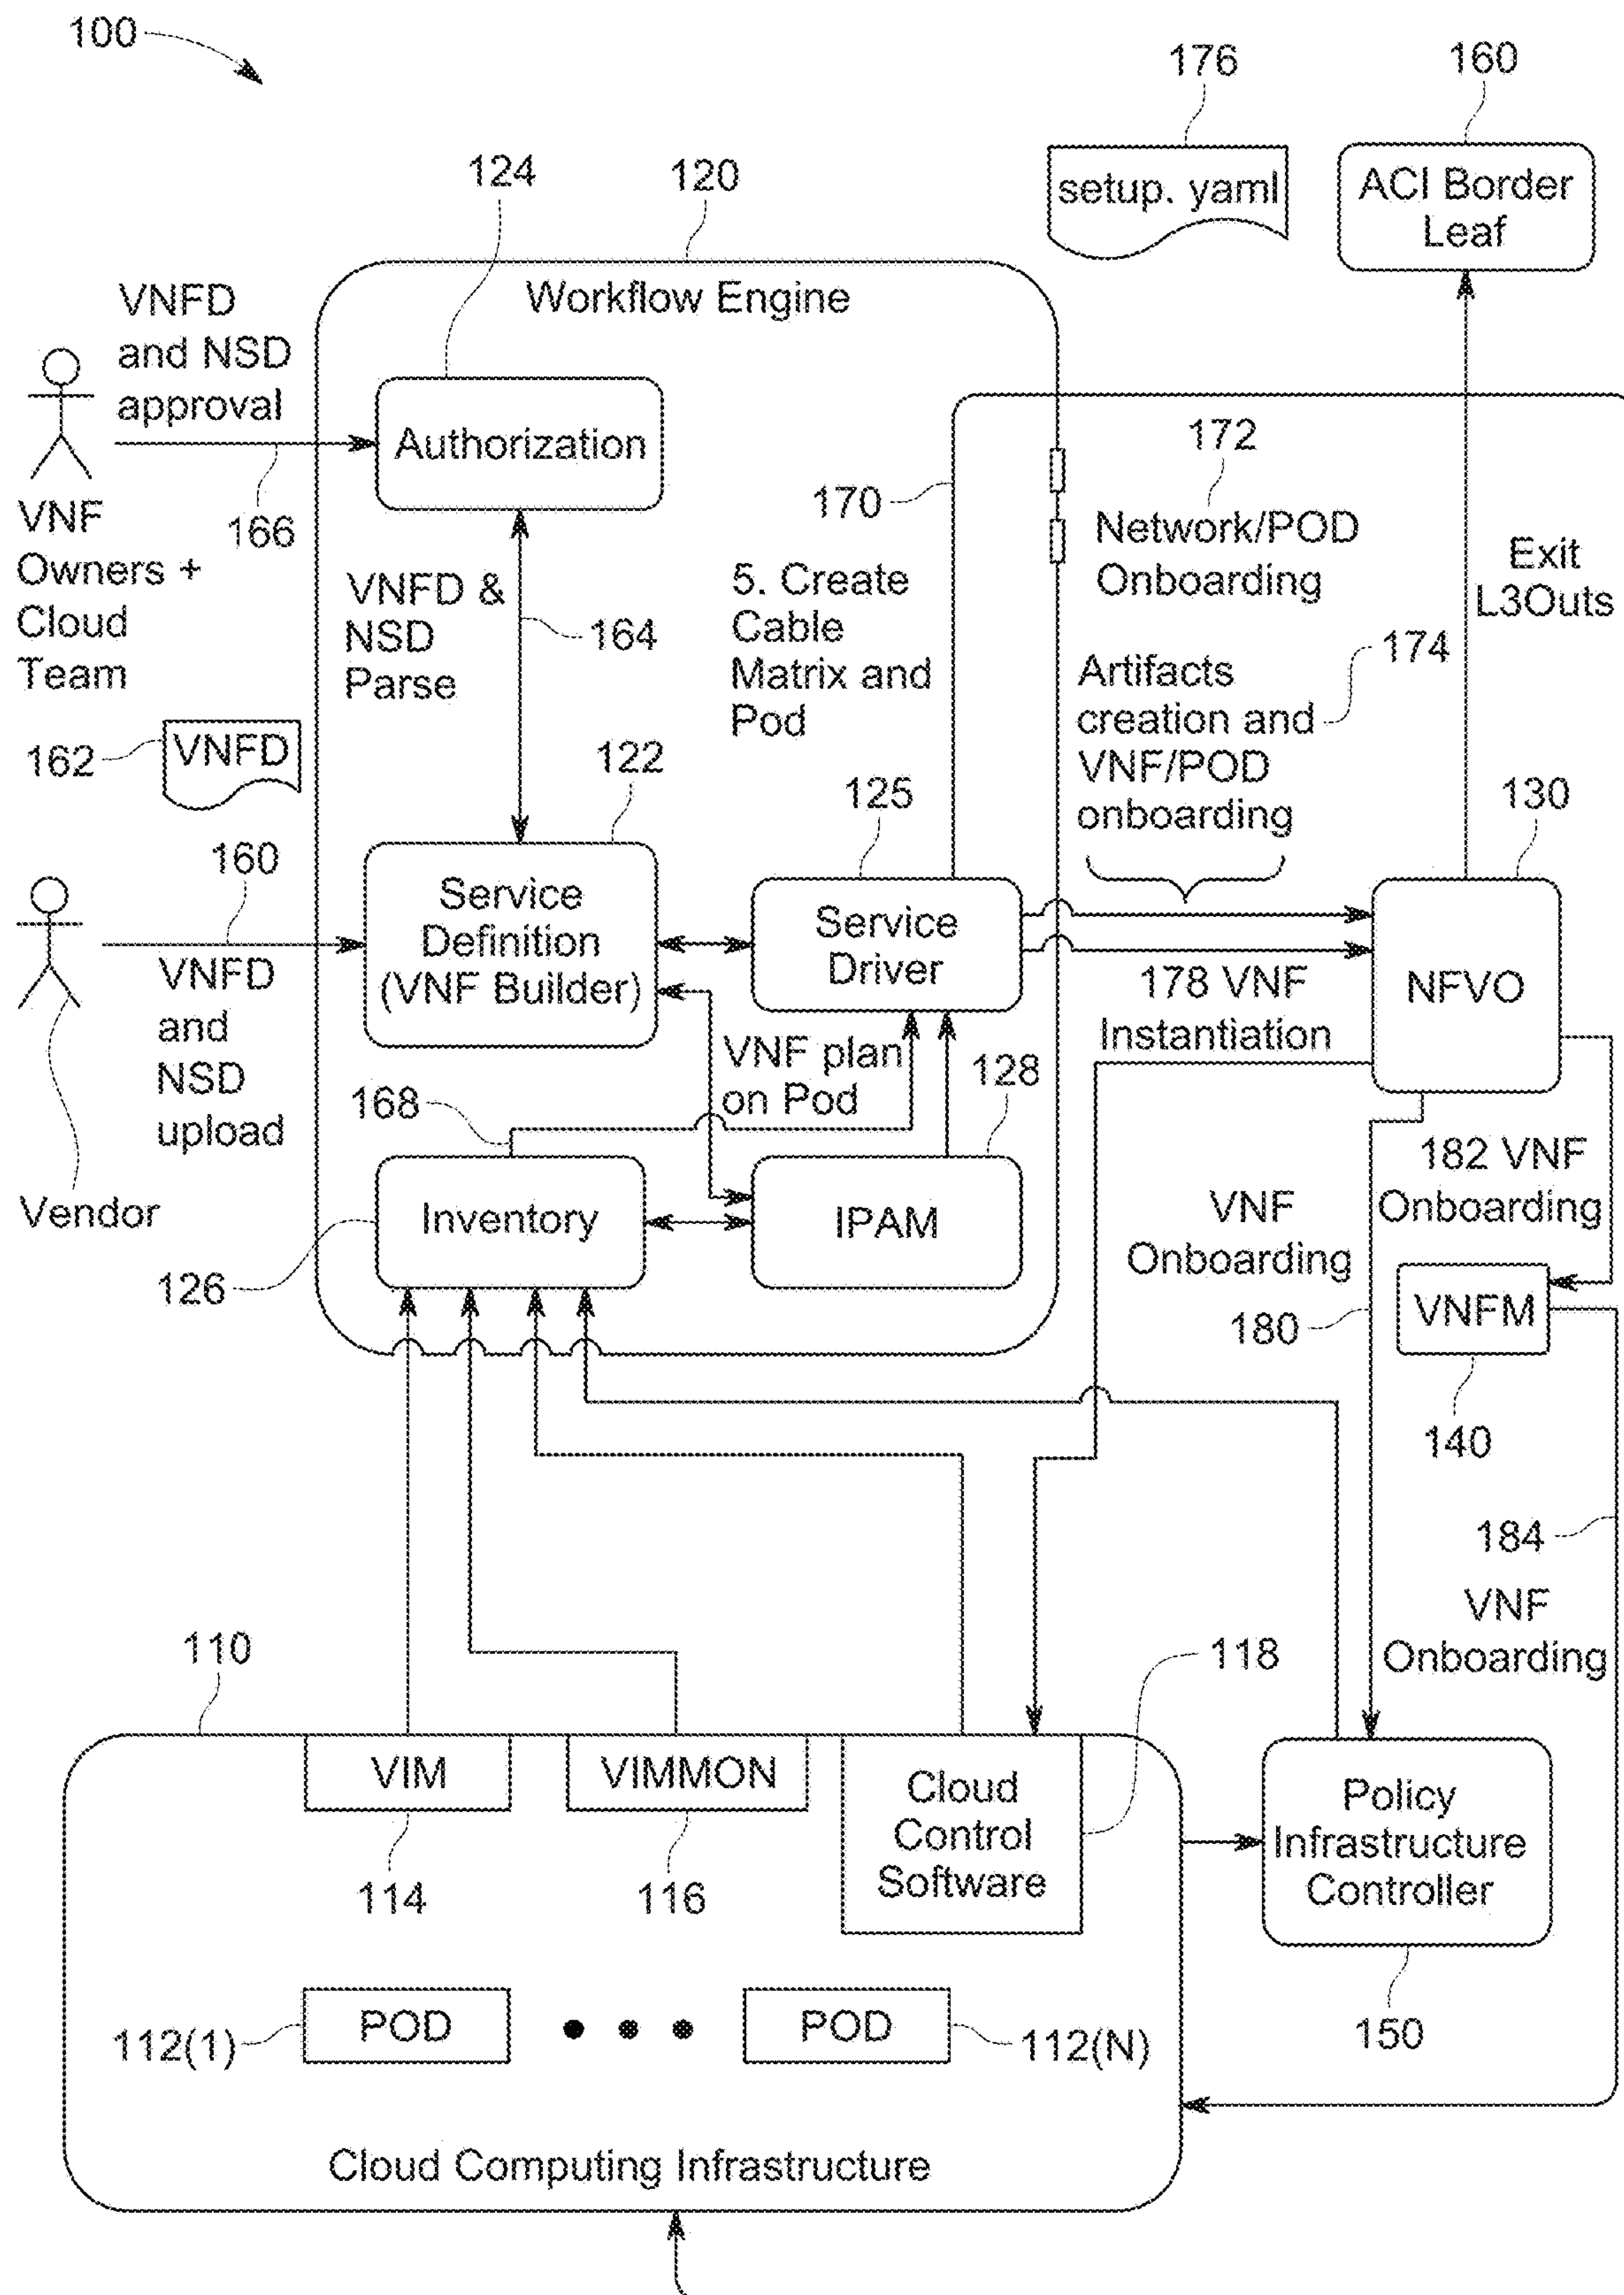 100
176
160
124
120
setup. yaml
ACI Border
Leaf
Workflow Engine
VNFD
and NSD
approval
Authorization
166
VNF
Owners +
Cloud
Team
170
172
Network/POD
Onboarding
Exit
L3Outs
VNFD &
NSD
Parse
164
5. Create
Cable
Matrix and
Pod
174
Artifacts
creation and
VNF/POD
onboarding
162
VNFD
122
125
130
160
Service
Definition
(VNF Builder)
Service
Driver
NFVO
VNFD
and
NSD
upload
178 VNF
Instantiation
VNF plan
on Pod
168
128
Vendor
Inventory
IPAM
126
182 VNF
Onboarding
VNF
Onboarding
180
VNFM
140
184
VNF
Onboarding
110
118
VIM
VIMMON
Cloud
Control
Software
Policy
Infrastructure
Controller
114
116
150
112(1)
POD
POD
112(N)
Cloud Computing Infrastructure